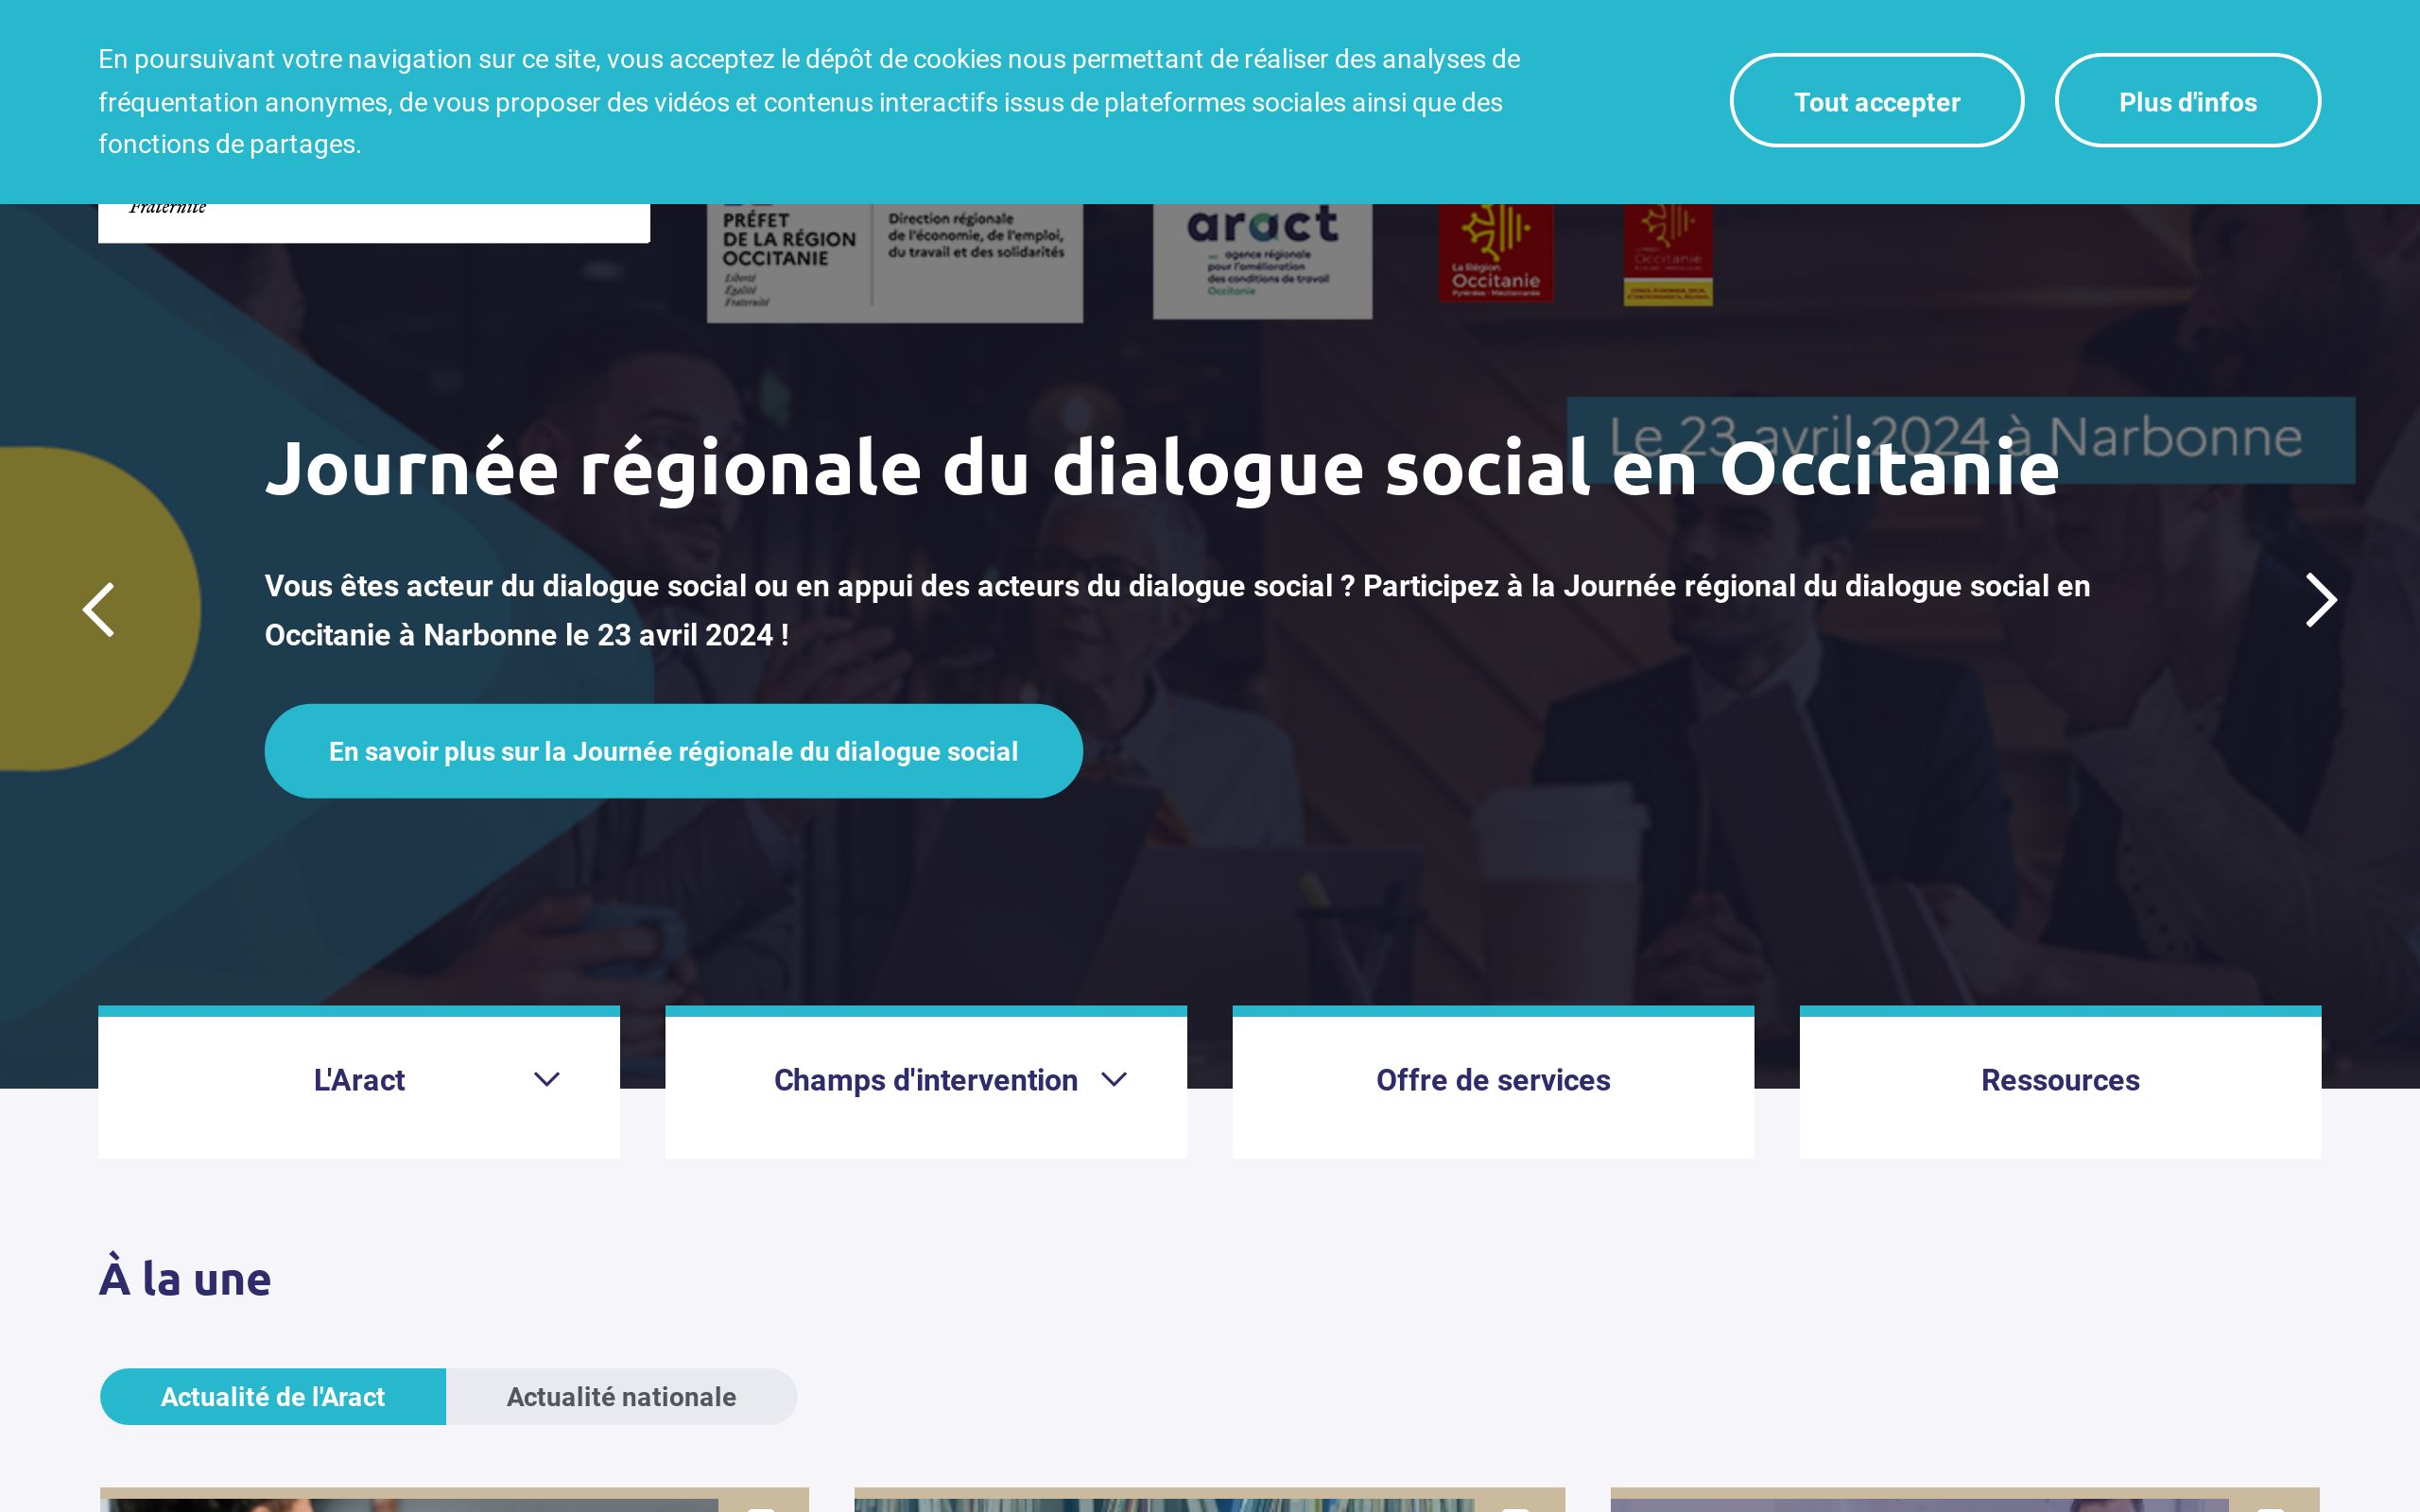 En poursuivant votre navigation sur ce site, vous acceptez le dépôt de cookies nous permettant de réaliser des analyses de
fréquentation anonymes, de vous proposer des vidéos et contenus interactifs issus de plateformes sociales ainsi que des
fonctions de partages.
Tout accepter
Plus d'infos
Fraternité
PRÉFET
DE LA RÉGION
OCCITANIE
Liberté
Égalité
Fraternité
Direction régionale
de l'économie, de l'emploi,
du travail et des solidarités
aract
agence régionale
pour l'amélioration
des conditions de travail
Occitanie
La Région
Occitanie
Pyrénées - Méditerranée
La Région
Occitanie
Pyrénées - Méditerranée
Le 23 avril 2024 à Narbonne
Journée régionale du dialogue social en Occitanie
Vous êtes acteur du dialogue social ou en appui des acteurs du dialogue social ? Participez à la Journée régional du dialogue social en
Occitanie à Narbonne le 23 avril 2024 !
En savoir plus sur la Journée régionale du dialogue social
L'Aract
Champs d'intervention
Offre de services
Ressources
À la une
Actualité de l'Aract
Actualité nationale